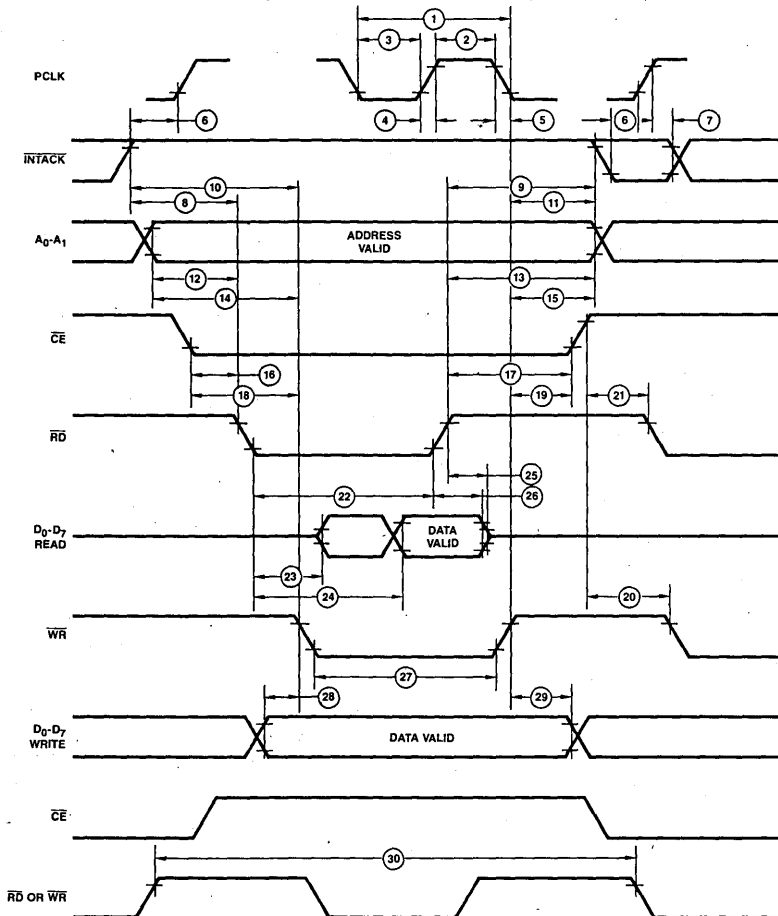 1
3
2
PCLK
6
4
5
6
7
INTACK
10
9
8
11
A0-A1
ADDRESS
VALID
12
13
14
15
CE
16
17
18
19
21
RD
25
22
26
D0-D7
READ
DATA
VALID
23
24
20
WR
27
28
29
D0-D7
WRITE
DATA VALID
CE
30
RD OR WR